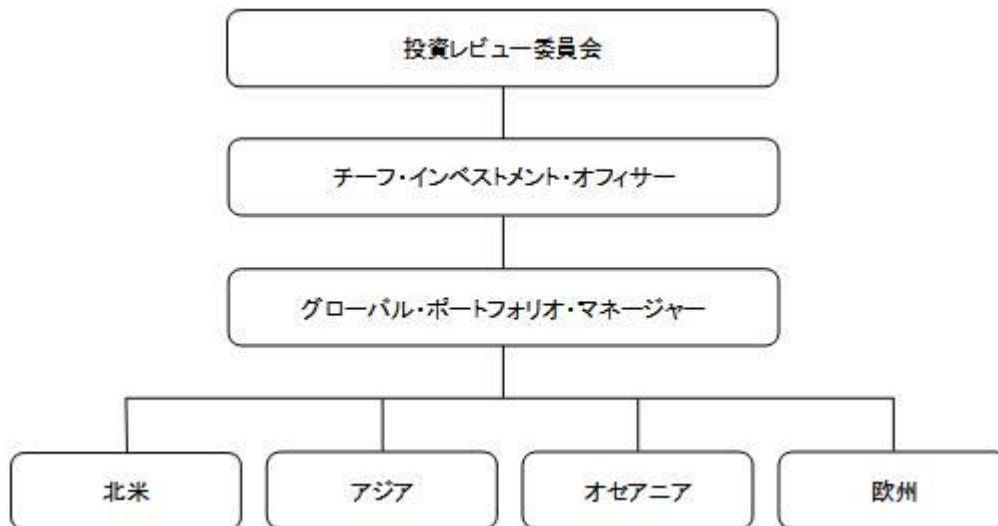 投資レビュー委員会
チーフ・インベストメント・オフィサー
グローバル・ポートフォリオ・マネージャー
北米
アジア
オセアニア
欧州